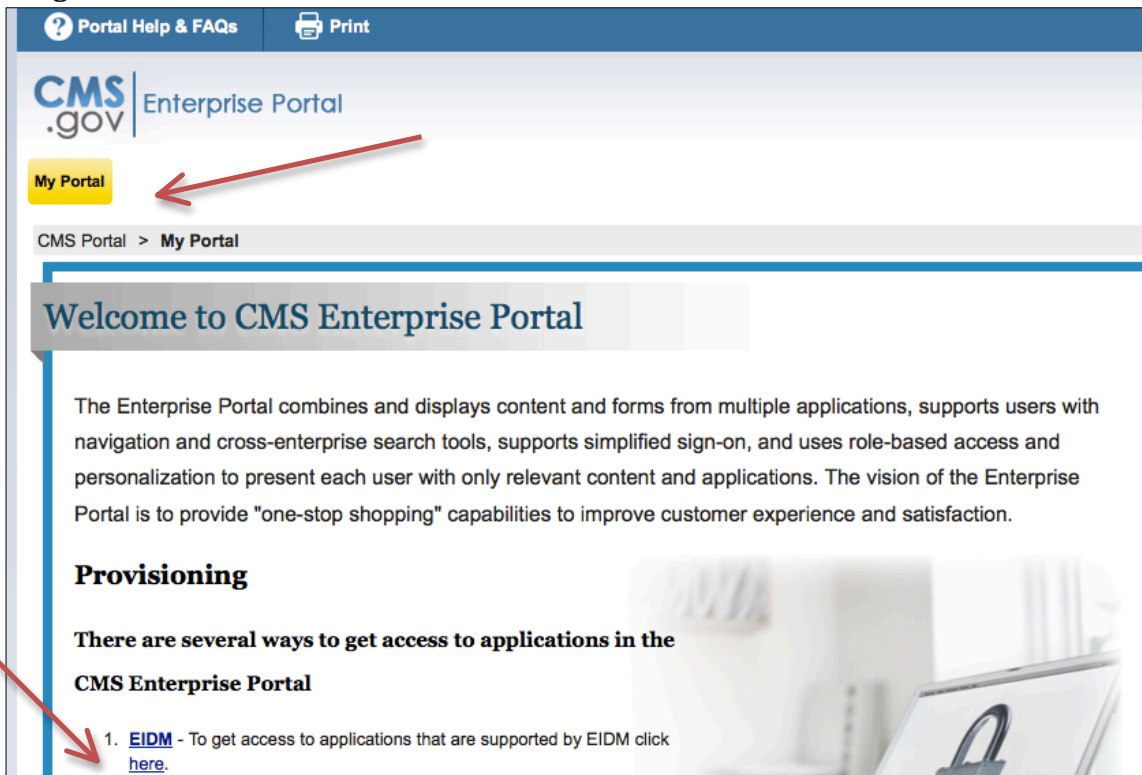 Portal Help & FAQs Print
CMS
.gov Enterprise Portal
My Portal
CMS Portal > My Portal
Welcome to CMS Enterprise Portal
The Enterprise Portal combines and displays content and forms from multiple applications, supports users with
navigation and cross-enterprise search tools, supports simplified sign-on, and uses role-based access and
personalization to present each user with only relevant content and applications. The vision of the Enterprise
Portal is to provide "one-stop shopping" capabilities to improve customer experience and satisfaction.
Provisioning
There are several ways to get access to applications in the
CMS Enterprise Portal
1. EIDM - To get access to applications that are supported by EIDM click
here.